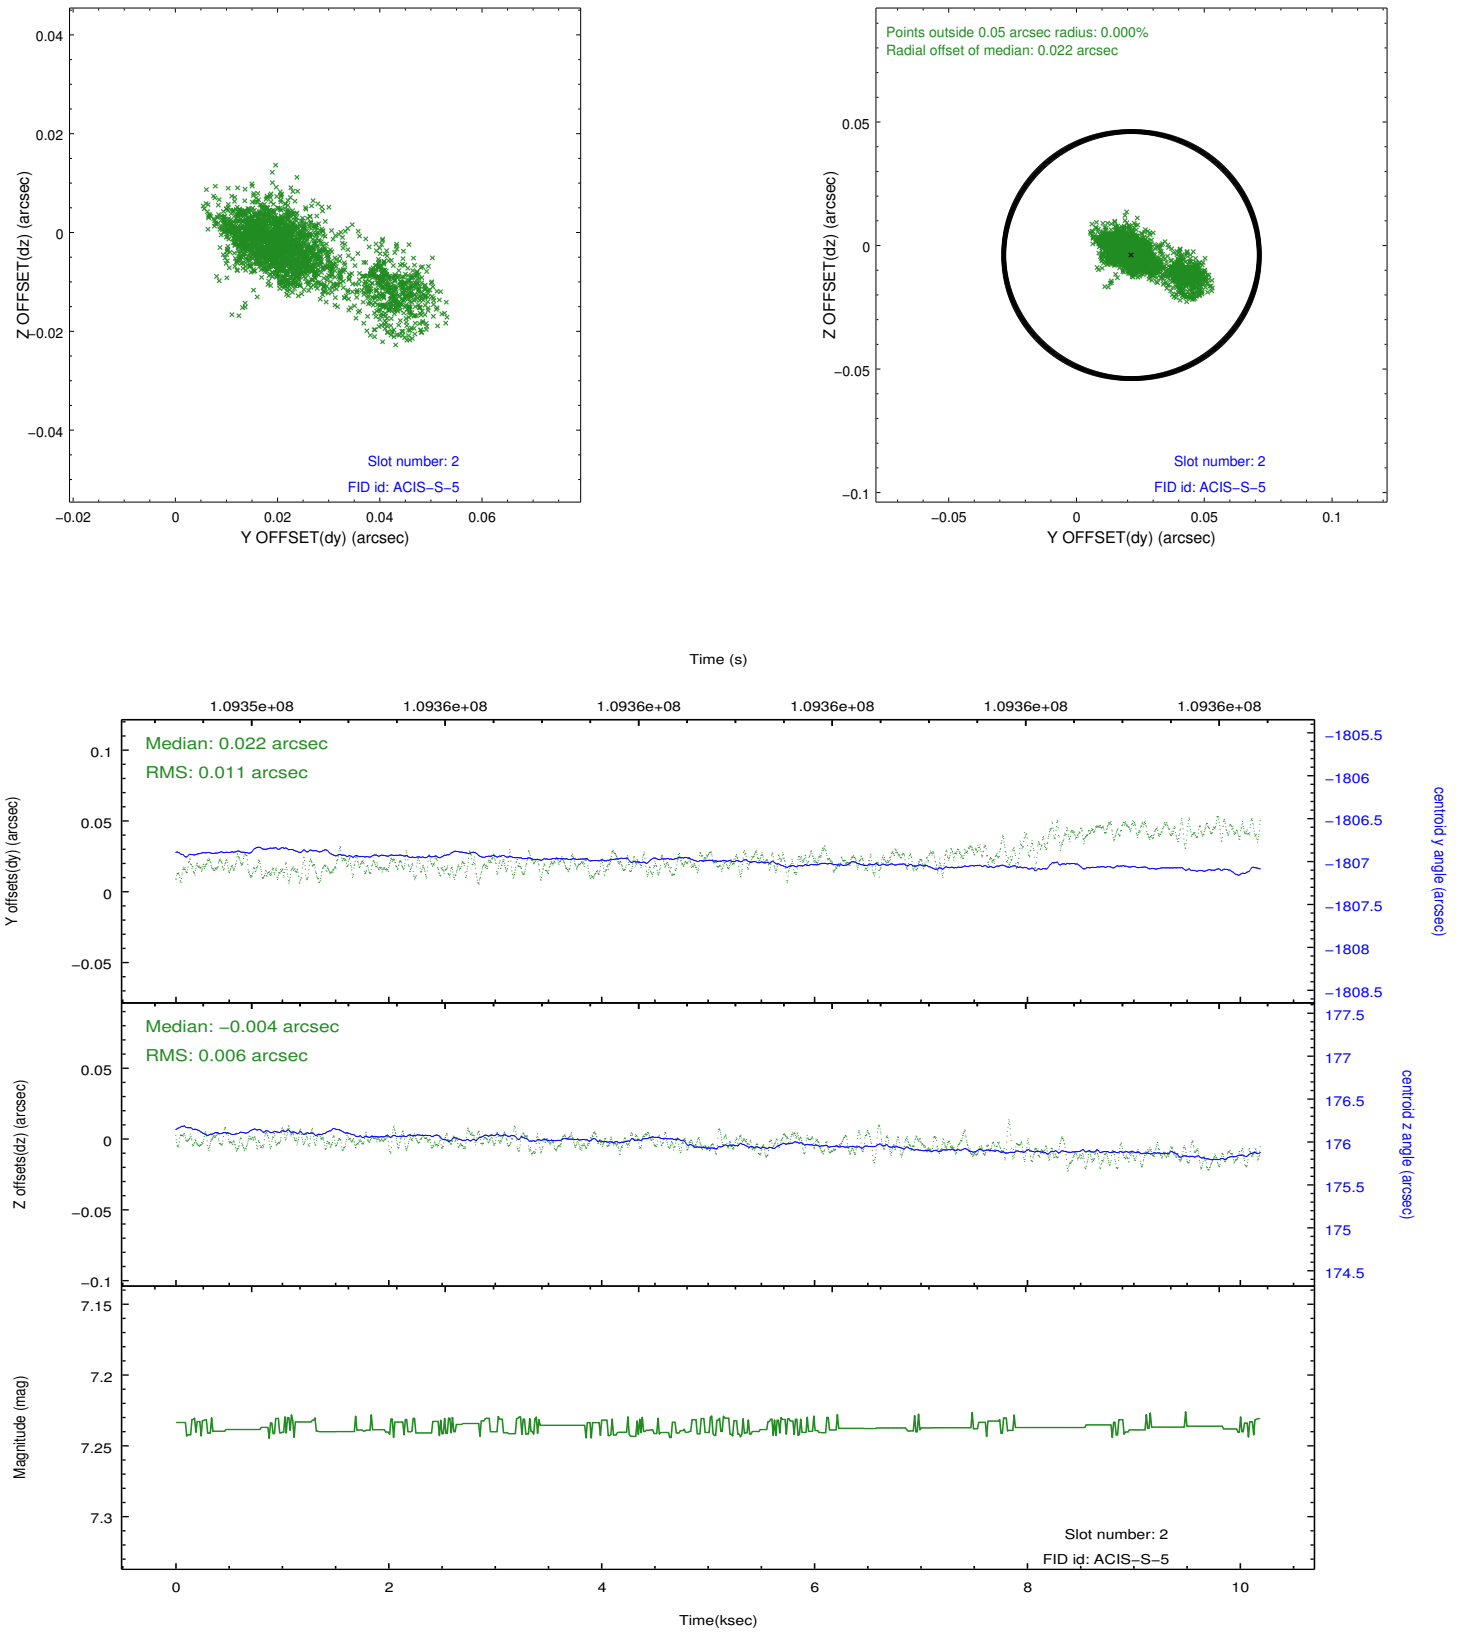 0.04
0.02
0
−0.02
−0.04
Z OFFSET(dz) (arcsec)
Slot number: 2
FID id: ACIS−S−5
−0.02 0 0.02 0.04 0.06
Y OFFSET(dy) (arcsec)
Points outside 0.05 arcsec radius: 0.000%
Radial offset of median: 0.022 arcsec
0.05
0
−0.05
−0.1
Z OFFSET(dz) (arcsec)
Slot number: 2
FID id: ACIS−S−5
−0.05 0 0.05 0.1
Y OFFSET(dy) (arcsec)
Time (s)
1.0935e+08 1.0936e+08 1.0936e+08 1.0936e+08 1.0936e+08 1.0936e+08
Median: 0.022 arcsec
RMS: 0.011 arcsec
0.1
0.05
0
−0.05
Y offsets(dy) (arcsec)
−1805.5
−1806
−1806.5
−1807
−1807.5
−1808
−1808.5
centroid y angle (arcsec)
Median: −0.004 arcsec
RMS: 0.006 arcsec
0.05
0
−0.05
−0.1
Z offsets(dz) (arcsec)
177.5
177
176.5
176
175.5
175
174.5
centroid z angle (arcsec)
7.15
7.2
7.25
7.3
Magnitude (mag)
Slot number: 2
FID id: ACIS−S−5
0 2 4 6 8 10
Time(ksec)